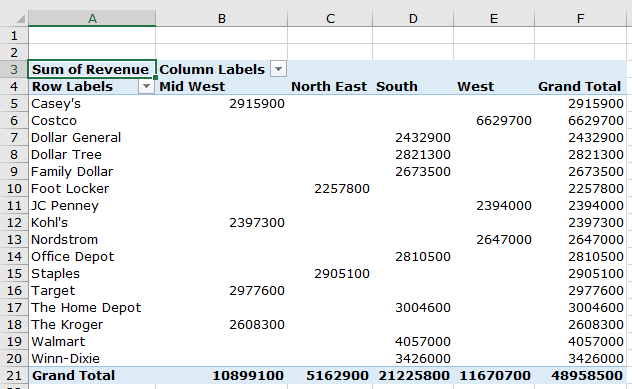 A B C D E F
1
2
3 Sum of Revenue Column Labels
4 Row Labels Mid West North East South West Grand Total
5 Casey's 2915900 2915900
6 Costco 6629700 6629700
7 Dollar General 2432900 2432900
8 Dollar Tree 2821300 2821300
9 Family Dollar 2673500 2673500
10 Foot Locker 2257800 2257800
11 JC Penney 2394000 2394000
12 Kohl's 2397300 2397300
13 Nordstrom 2647000 2647000
14 Office Depot 2810500 2810500
15 Staples 2905100 2905100
16 Target 2977600 2977600
17 The Home Depot 3004600 3004600
18 The Kroger 2608300 2608300
19 Walmart 4057000 4057000
20 Winn-Dixie 3426000 3426000
21 Grand Total 10899100 5162900 21225800 11670700 48958500